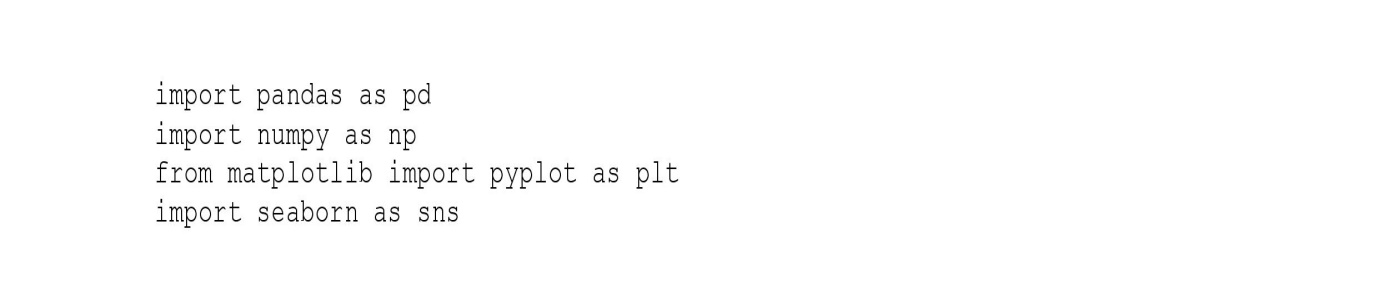 import pandas as pd
import numpy as np
from matplotlib import pyplot as plt
import seaborn as sns